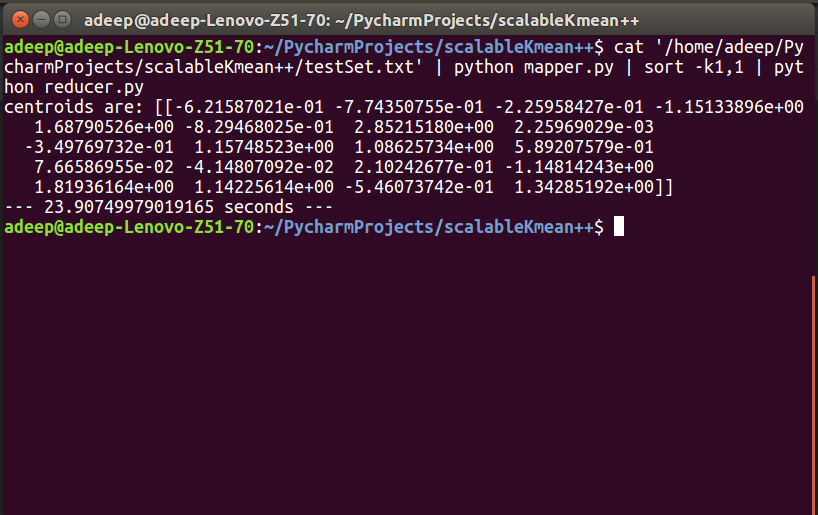 adeep@adeep-Lenovo-Z51-70: ~/PycharmProjects/scalableKmean++
adeep@adeep-Lenovo-Z51-70:~/PycharmProjects/scalableKmean++$ cat '/home/adeep/Py
charmProjects/scalableKmean++/testSet.txt' | python mapper.py | sort -k1,1 | pyt
hon reducer.py
centroids are: [[-6.21587021e-01 -7.74350755e-01 -2.25958427e-01 -1.15133896e+00
   1.68790526e+00 -8.29468025e-01  2.85215180e+00  2.25969029e-03
  -3.49769732e-01  1.15748523e+00  1.08625734e+00  5.89207579e-01
   7.66586955e-02 -4.14807092e-02  2.10242677e-01 -1.14814243e+00
   1.81936164e+00  1.14225614e+00 -5.46073742e-01  1.34285192e+00]]
--- 23.90749979019165 seconds ---
adeep@adeep-Lenovo-Z51-70:~/PycharmProjects/scalableKmean++$